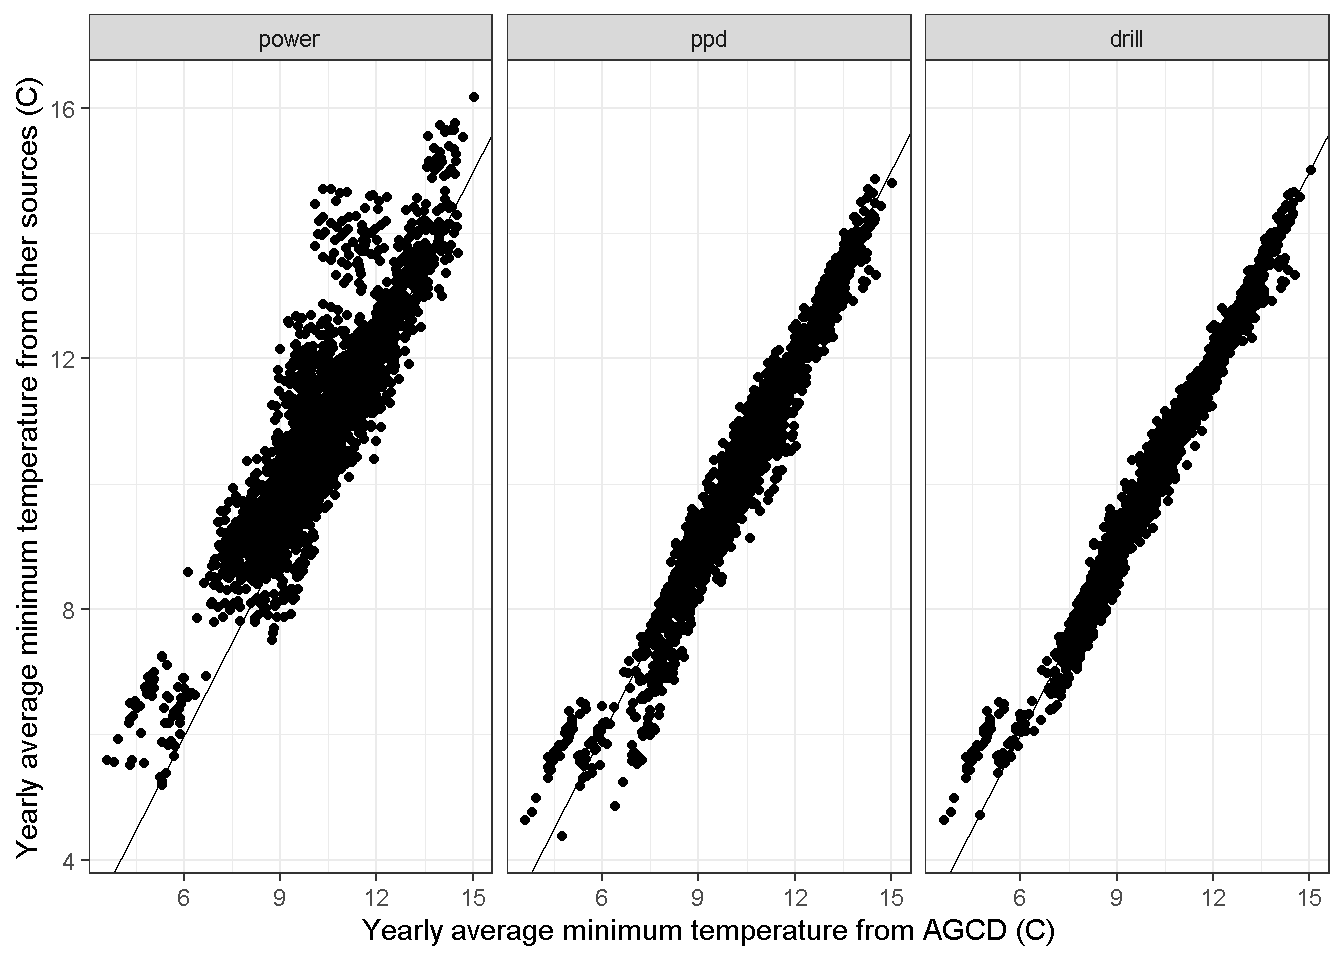 power ppd drill
Yearly average minimum temperature from other sources (C)
16
12
8
4
6 9 12 15 6 9 12 15 6 9 12 15
Yearly average minimum temperature from AGCD (C)